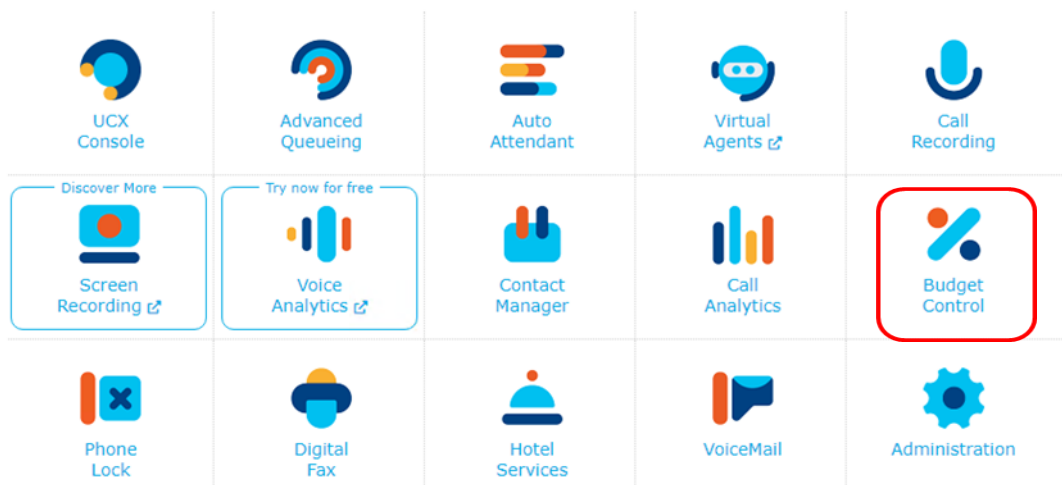 UCX
Console
Advanced
Queueing
Auto
Attendant
Virtual
Agents
Call
Recording
Discover More
Screen
Recording
Try now for free
Voice
Analytics
Contact
Manager
Call
Analytics
Budget
Control
Phone
Lock
Digital
Fax
Hotel
Services
VoiceMail
Administration